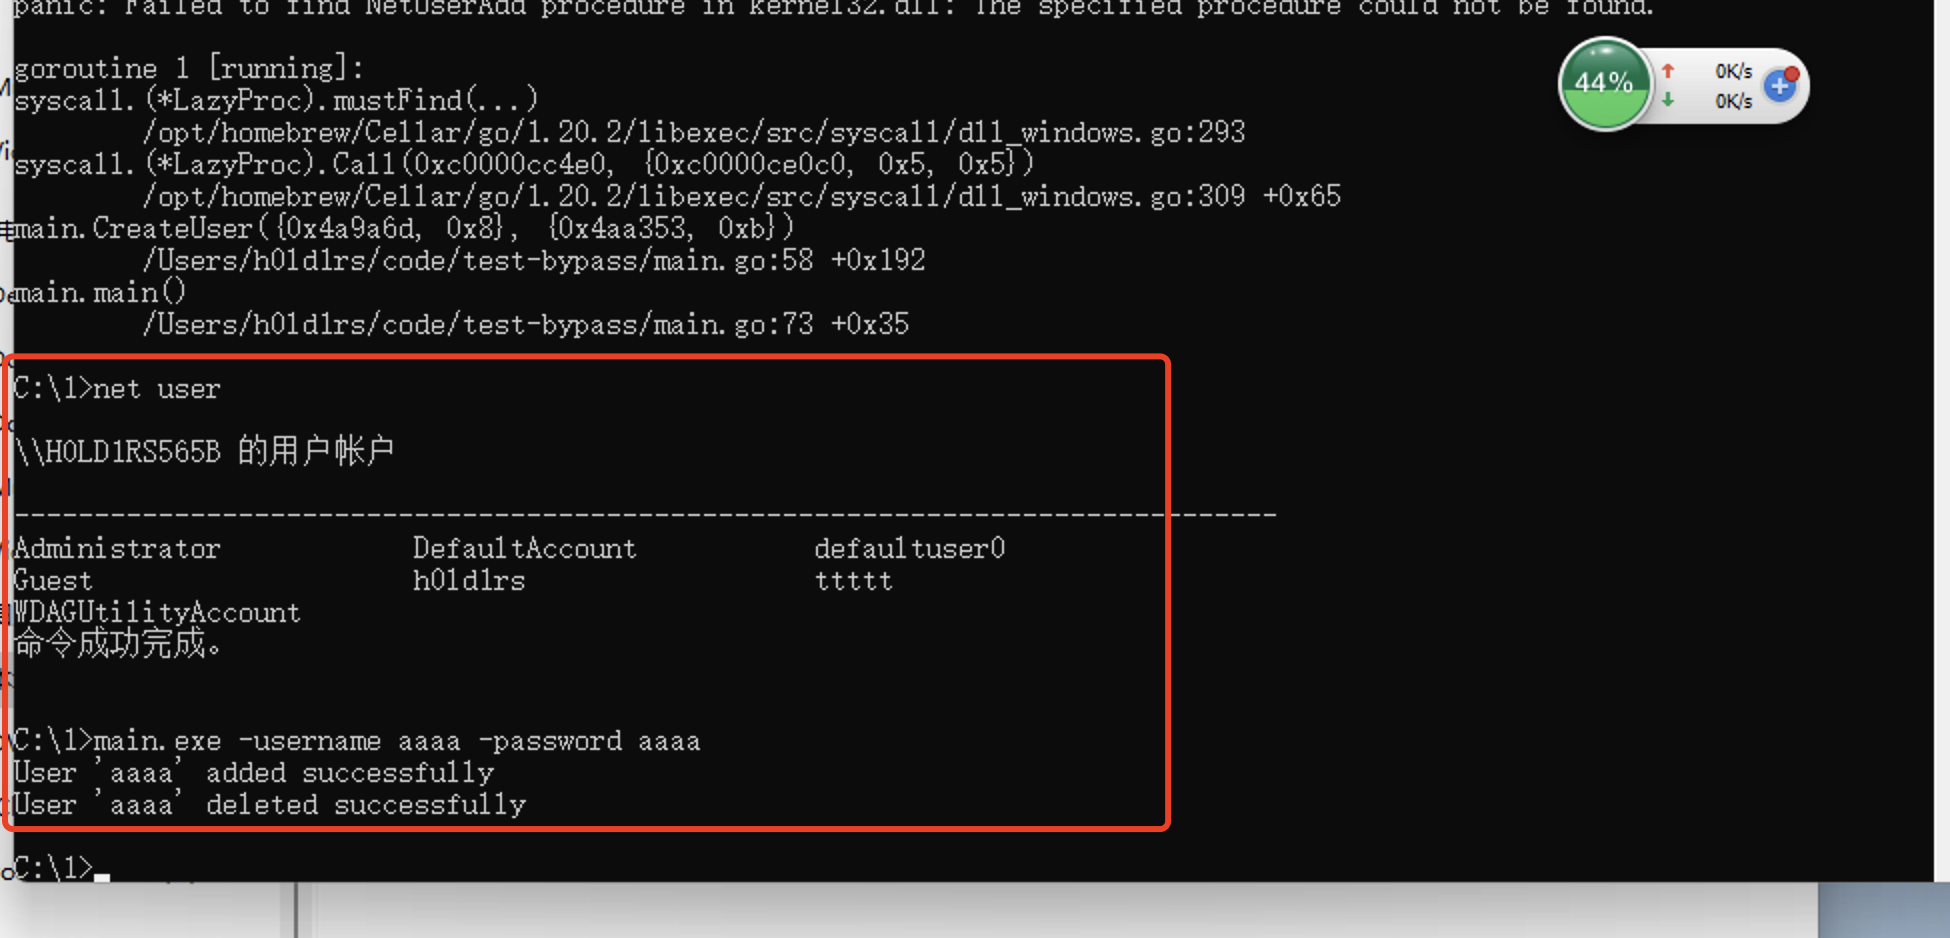 panic: Failed to find NetUserAdd procedure in kernel32.dll: The specified procedure could not be found.
goroutine 1 [running]:
syscall.(*LazyProc).mustFind(...)
/opt/homebrew/Cellar/go/1.20.2/libexec/src/syscall/dll_windows.go:293
syscall.(*LazyProc).Call(0xc0000cc4e0, {0xc0000ce0c0, 0x5, 0x5})
/opt/homebrew/Cellar/go/1.20.2/libexec/src/syscall/dll_windows.go:309 +0x65
main.CreateUser({0x4a9a6d, 0x8}, {0x4aa353, 0xb})
/Users/h0ld1rs/code/test-bypass/main.go:58 +0x192
main.main()
/Users/h0ld1rs/code/test-bypass/main.go:73 +0x35
44%
0K/s
0K/s
C:\1>net user
\\H0LD1RS565B 的用户帐户
-------------------------------------------------------------------------------
Administrator DefaultAccount defaultuser0
Guest h0ld1rs ttttt
WDAGUtilityAccount
命令成功完成。
C:\1>main.exe -username aaaa -password aaaa
User 'aaaa' added successfully
User 'aaaa' deleted successfully
C:\1>